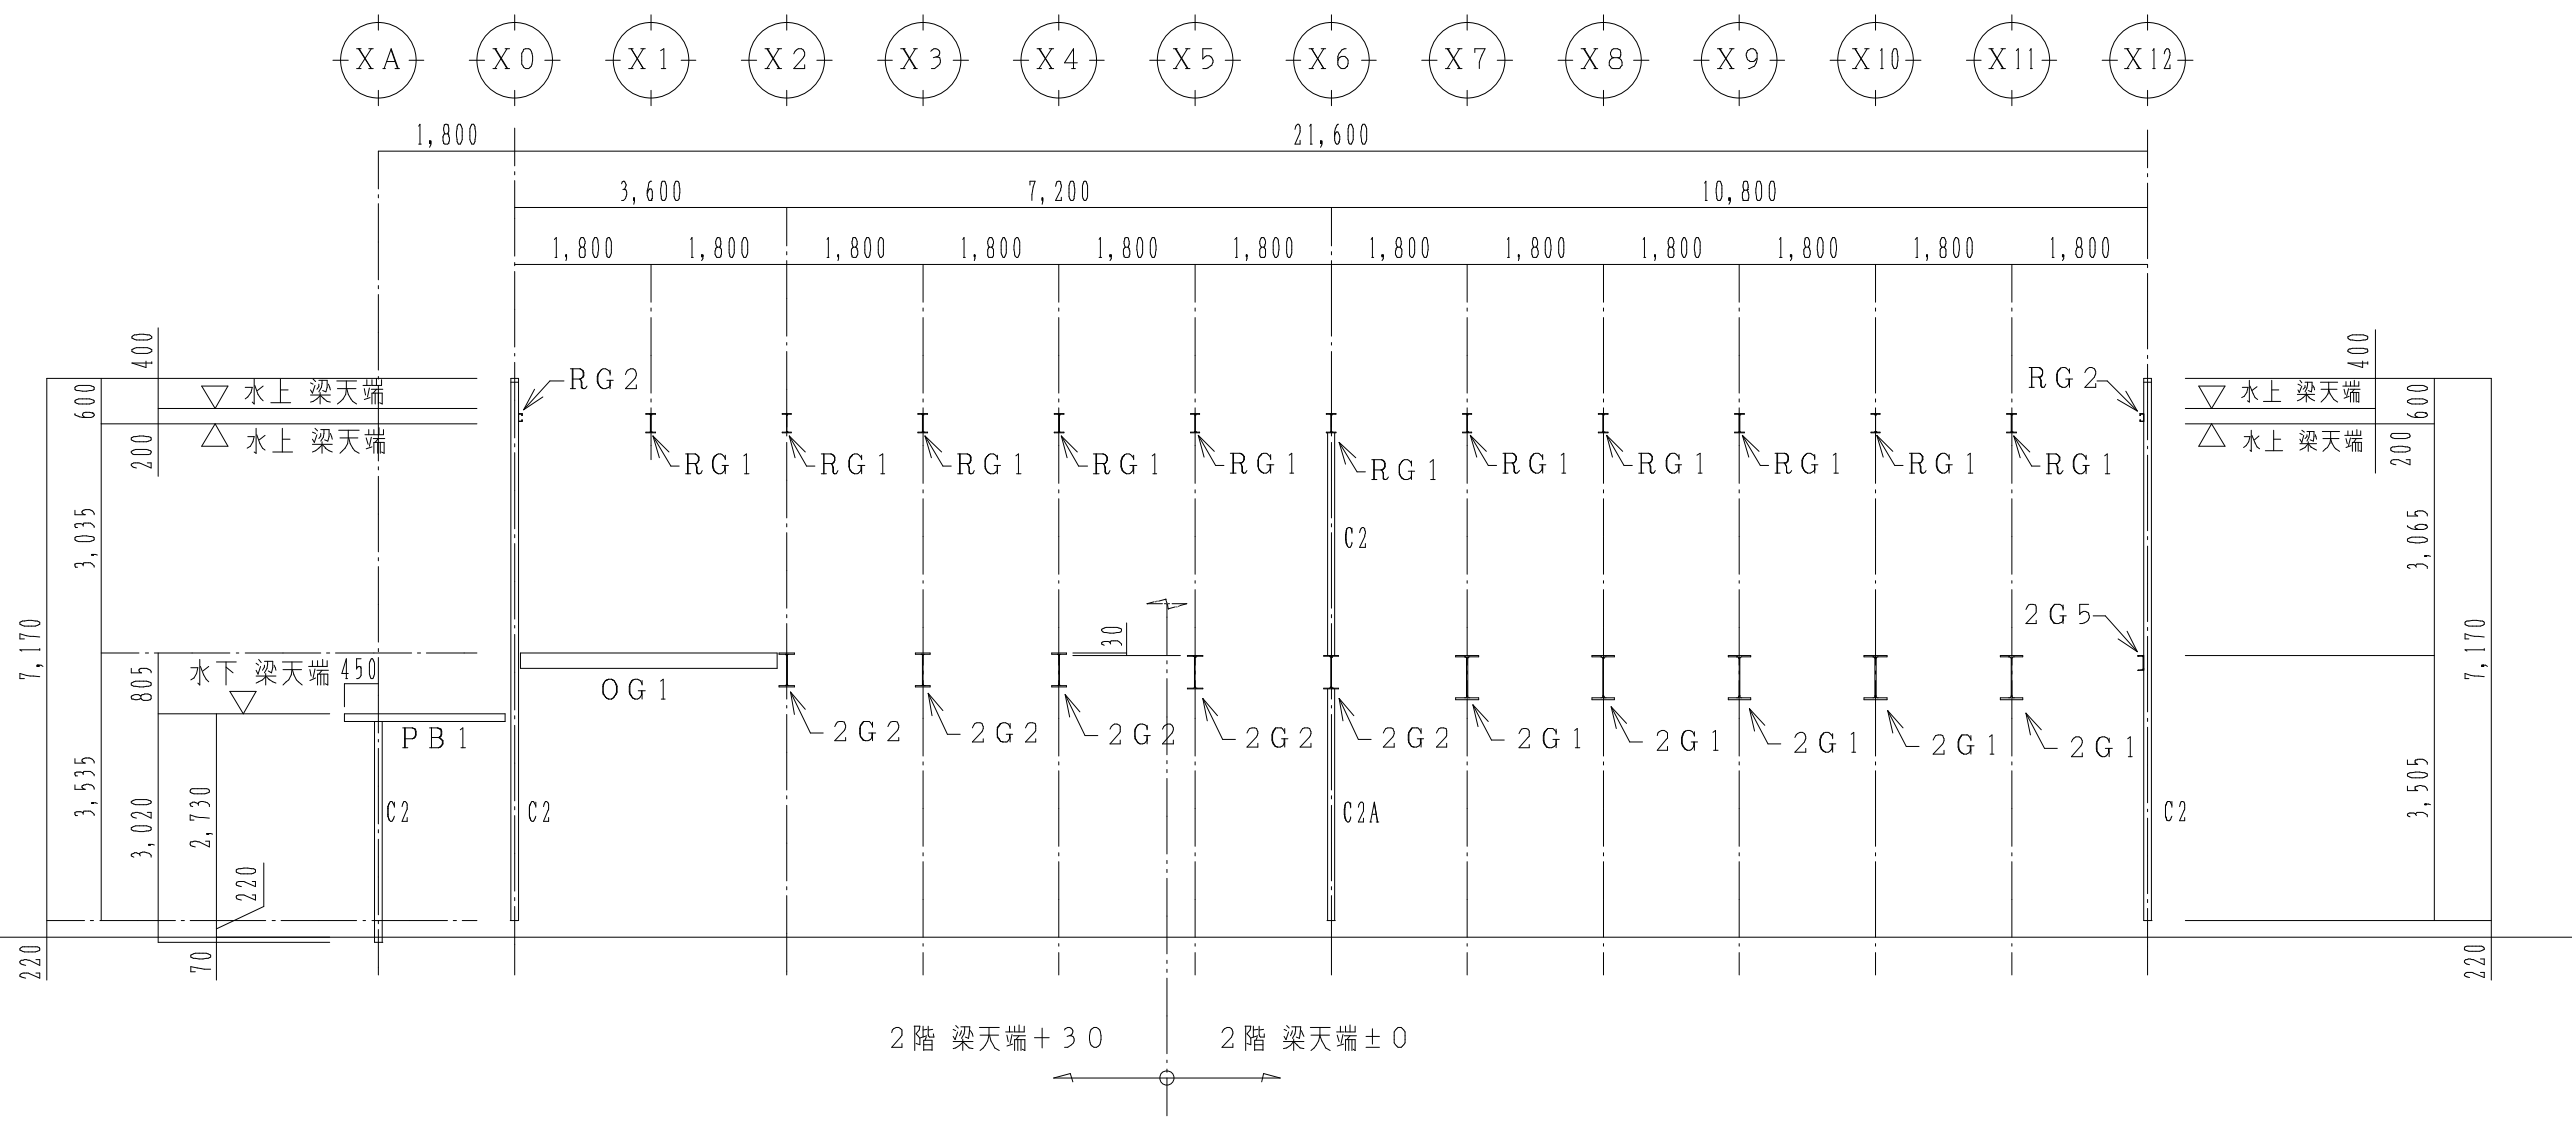 XA X0 X1 X2 X3 X4 X5 X6 X7 X8 X9 X10 X11 X12
1,800 21,600
3,600 7,200 10,800
1,800 1,800 1,800 1,800 1,800 1,800 1,800 1,800 1,800 1,800 1,800 1,800
400 400
600 水上 梁天端 RG2 RG2 水上 梁天端 600
200 水上 梁天端 水上 梁天端 200
RG1 RG1 RG1 RG1 RG1 RG1 RG1 RG1 RG1 RG1 RG1
3,035 C2 3,065
7,170 30 2G5 7,170
805 水下 梁天端 450 OG1
PB1 2G2 2G2 2G2 2G2 2G2 2G1 2G1 2G1 2G1 2G1
3,535 3,020 2,730 C2 C2 C2A C2 3,505
220
220 70 220
2階 梁天端+30 2階 梁天端±0